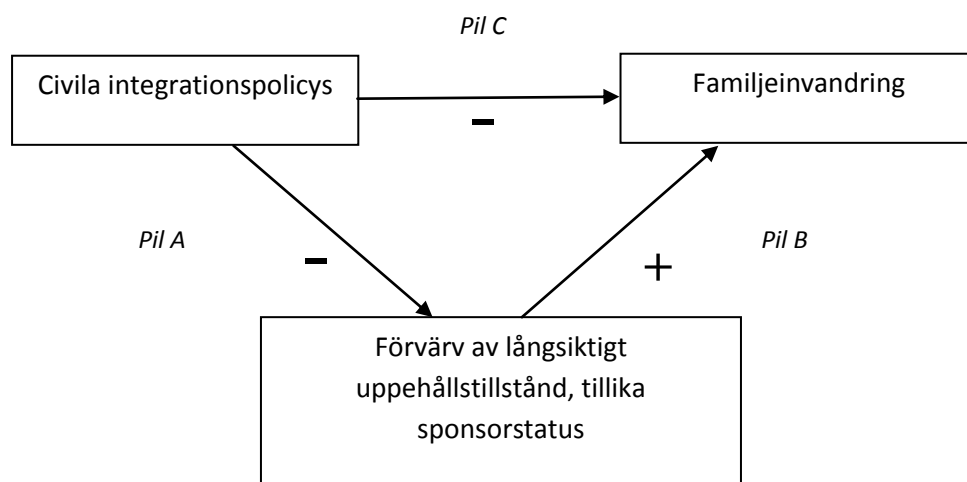 Pil C
Civila integrationspolicys
Familjeinvandring
-
Pil A
Pil B
-
+
Förvärv av långsiktigt
uppehållstillstånd, tillika
sponsorstatus